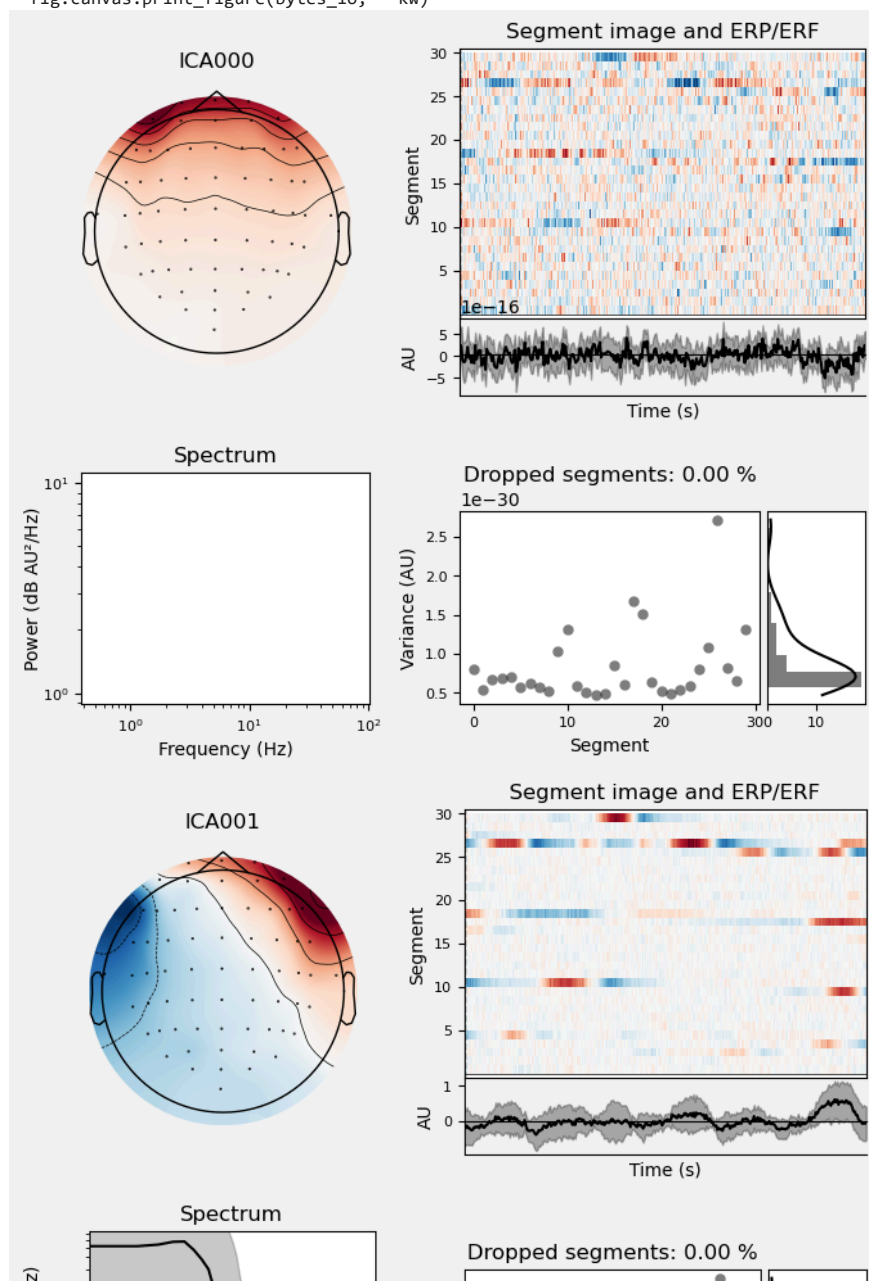 fig.canvas.print_figure(bytes_io, **kw)
ICA000
Segment image and ERP/ERF
30
25
20
15
10
5
Segment
1e−16
5
0
−5
AU
Time (s)
Spectrum
10¹
10⁰
Power (dB AU²/Hz)
10⁰ 10¹ 10²
Frequency (Hz)
Dropped segments: 0.00 %
1e−30
2.5
2.0
1.5
1.0
0.5
Variance (AU)
0 10 20 30
0 10
Segment
ICA001
Segment image and ERP/ERF
30
25
20
15
10
5
Segment
1
0
AU
Time (s)
Spectrum
Dropped segments: 0.00 %